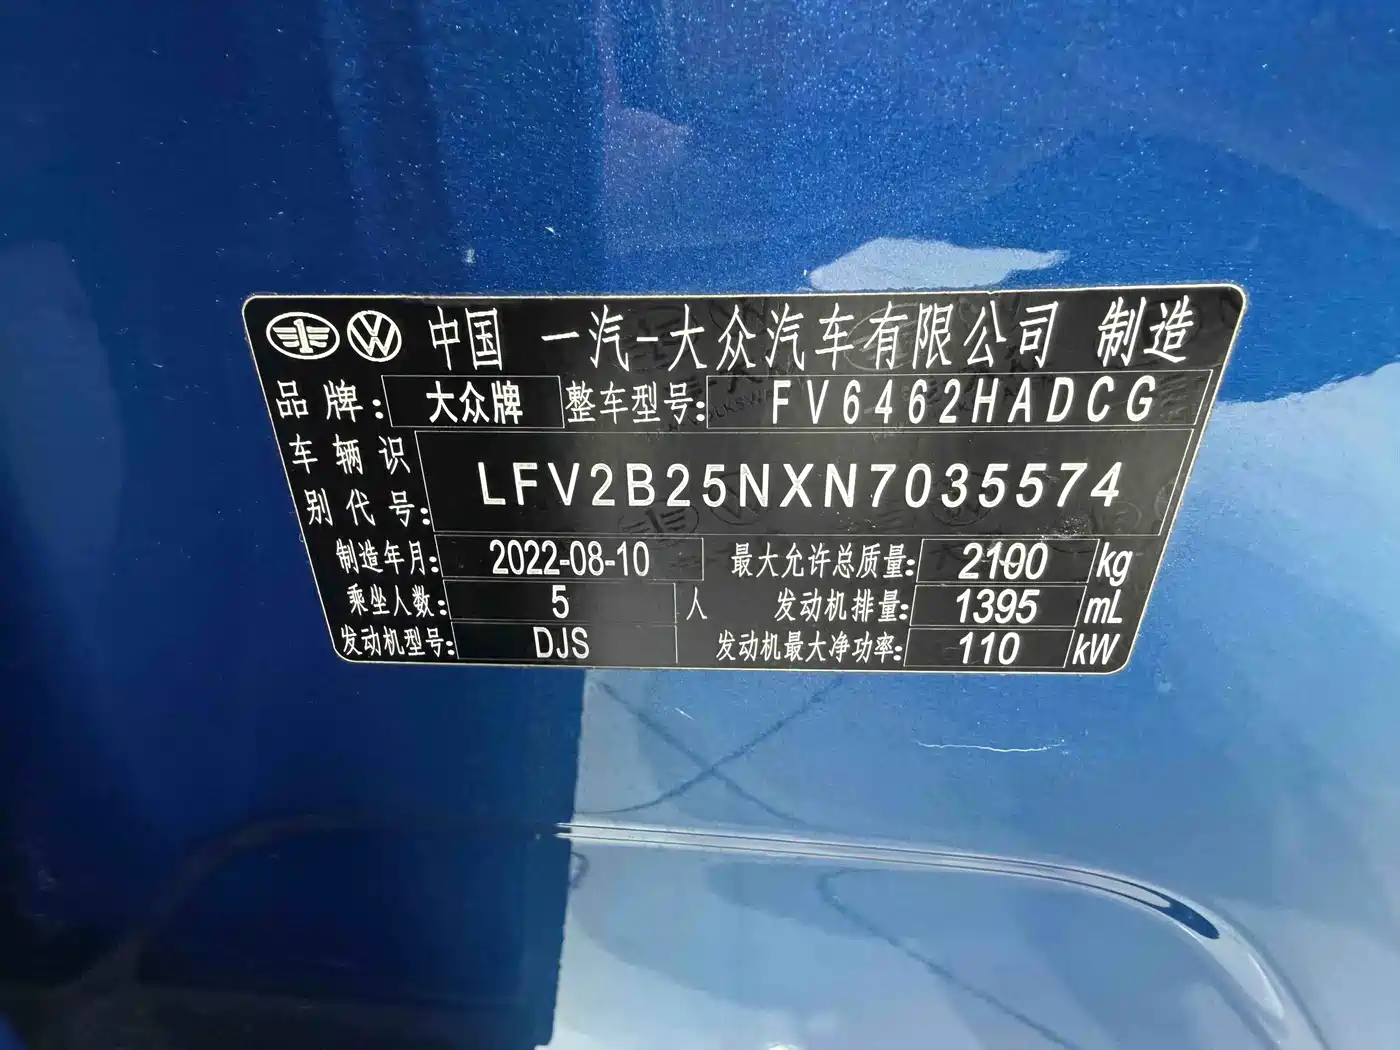 中国 一汽-大众汽车有限公司 制造
品牌: 大众牌 整车型号: FV6462HADCG
车辆识别代号: LFV2B25NXN7035574
制造年月: 2022-08-10 最大允许总质量: 2100 kg
乘坐人数: 5 人 发动机排量: 1395 mL
发动机型号: DJS 发动机最大净功率: 110 kW